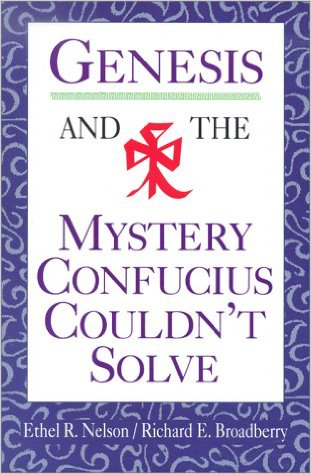 GENESIS
AND THE
MYSTERY
CONFUCIUS
COULDN'T
SOLVE
Ethel R. Nelson / Richard E. Broadberry